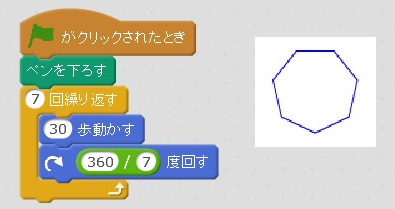 がクリックされたとき
ペンを下ろす
7 回繰り返す
30 歩動かす
360 / 7 度回す